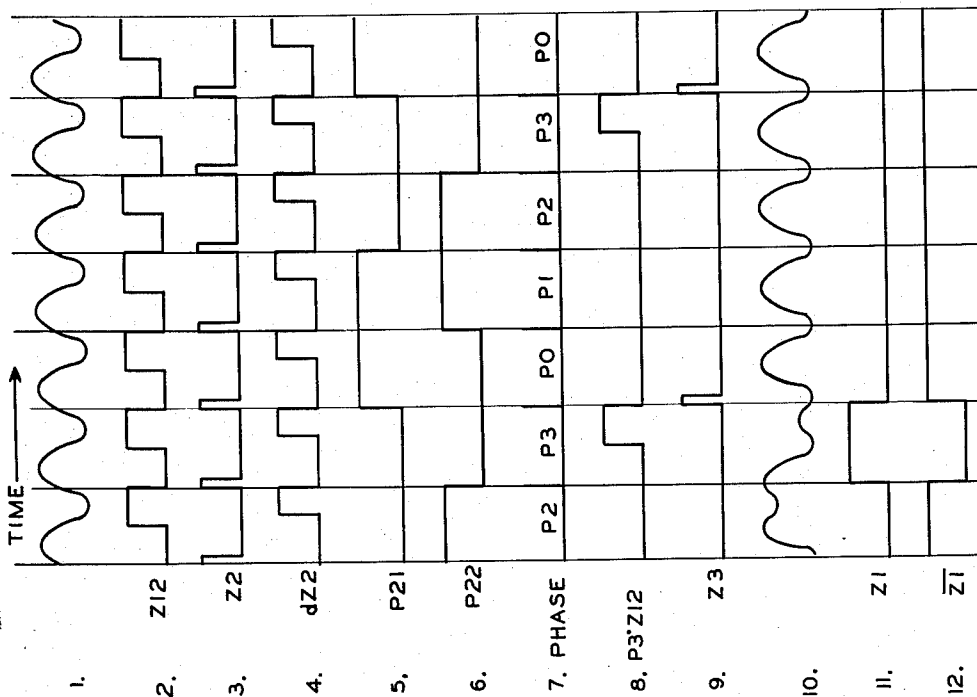 TIME
1.
2. Z12
3. Z2
4. dZ2
5. P21
6. P22
7. PHASE P2 P3 P0 P1 P2 P3 P0
8. P3·Z12
9. Z3
10.
11. Z1
12. Z1